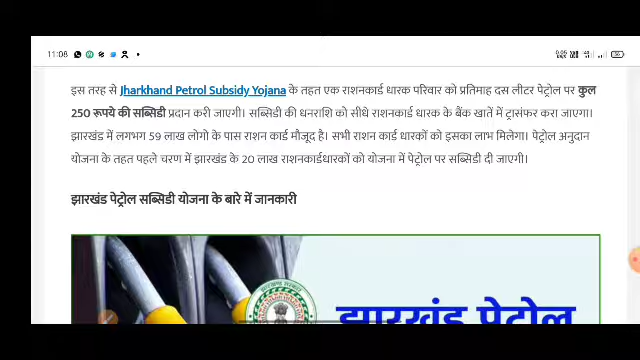 11:08
इस तरह से Jharkhand Petrol Subsidy Yojana के तहत एक राशनकार्ड धारक परिवार को प्रतिमाह दस लीटर पेट्रोल पर कुल
250 रूपये की सब्सिडी प्रदान करी जाएगी। सब्सिडी की धनराशि को सीधे राशनकार्ड धारक के बैंक खातें में ट्रासंफर करा जाएगा।
झारखंड में लगभग 59 लाख लोगो के पास राशन कार्ड मौजूद है। सभी राशन कार्ड धारकों को इसका लाभ मिलेगा। पेट्रोल अनुदान
योजना के तहत पहले चरण में झारखंड के 20 लाख राशनकार्डधारकों को योजना में पेट्रोल पर सब्सिडी दी जाएगी।
झारखंड पेट्रोल सब्सिडी योजना के बारे में जानकारी
झारखंड पेट्रोल